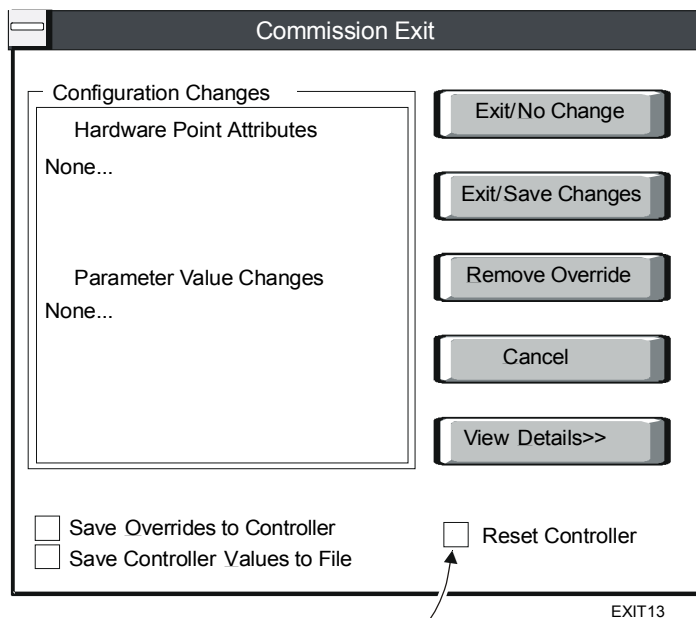 Commission Exit
Configuration Changes
Hardware Point Attributes
None...
Parameter Value Changes
None...
Exit/No Change
Exit/Save Changes
Remove Override
Cancel
View Details>>
Save Overrides to Controller
Save Controller Values to File
Reset Controller
EXIT13